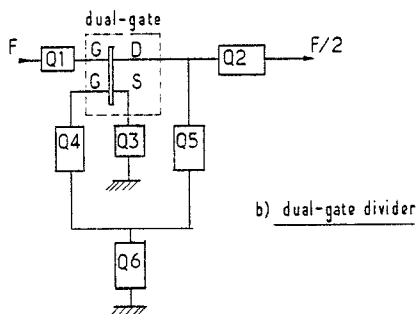 dual-gate
F Q1 G D Q2 F/2
G S
Q4 Q3 Q5
b) dual-gate divider
Q6